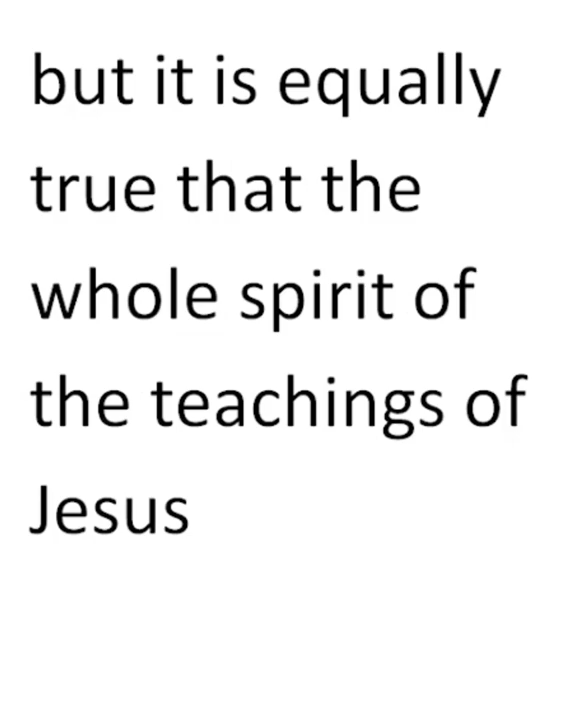 but it is equally
true that the
whole spirit of
the teachings of
Jesus